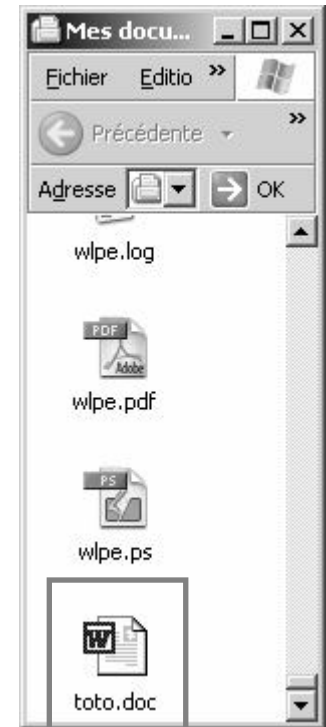 Mes docu...
Fichier Editio »
Précédente »
Adresse OK
wlpe.log
PDF
Adobe
wlpe.pdf
PS
wlpe.ps
W
toto.doc